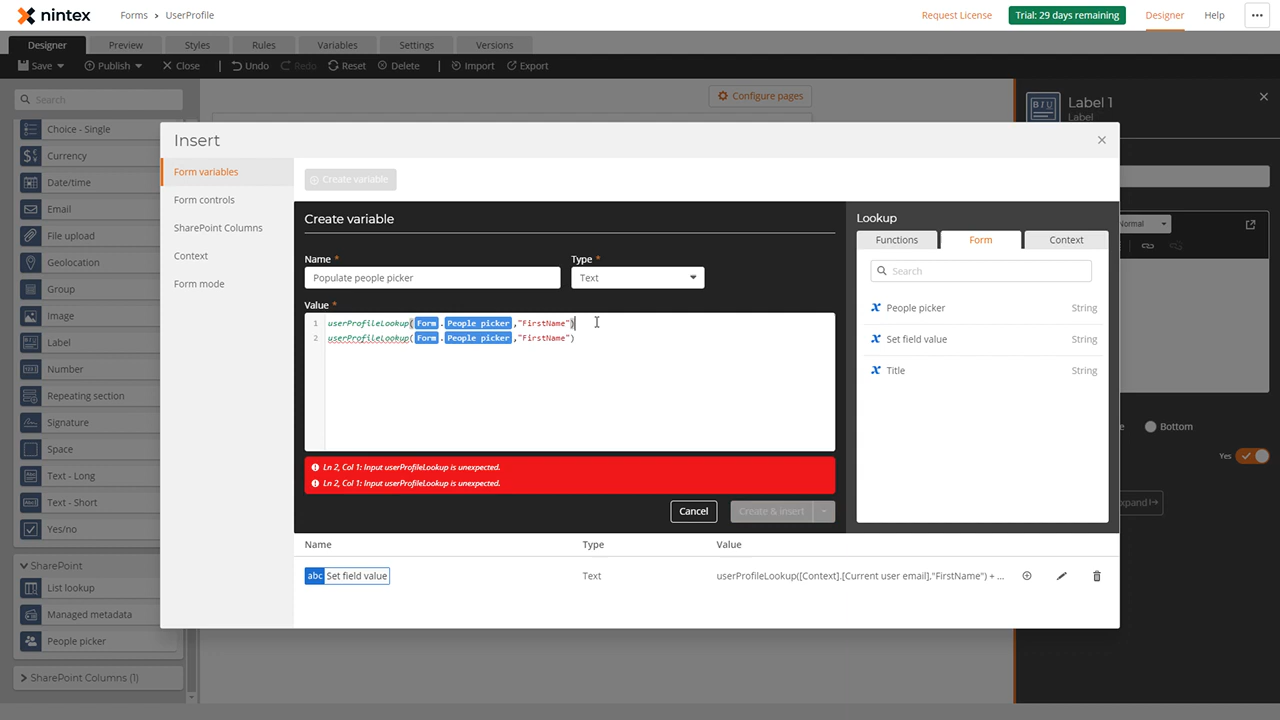 nintex
Forms > UserProfile
Request License
Trial: 29 days remaining
Designer
Help
Designer
Preview
Styles
Rules
Variables
Settings
Versions
Save
Publish
Close
Undo
Redo
Reset
Delete
Import
Export
Search
Choice - Single
Currency
Date/time
Email
File upload
Geolocation
Group
Image
Label
Number
Repeating section
Signature
Space
Text - Long
Text - Short
Yes/no
SharePoint
List lookup
Managed metadata
People picker
SharePoint Columns (1)
Configure pages
Label 1
Label
Normal
Bottom
Yes
Insert
Form variables
Form controls
SharePoint Columns
Context
Form mode
Create variable
Create variable
Name *
Type *
Populate people picker
Text
Value *
1 userProfileLookup(Form.People picker,"FirstName")
2 userProfileLookup(Form.People picker,"FirstName")
Ln 2, Col 1: Input userProfileLookup is unexpected.
Ln 2, Col 1: Input userProfileLookup is unexpected.
Cancel
Create & insert
Lookup
Functions
Form
Context
Search
People picker String
Set field value String
Title String
Name Type Value
abc Set field value Text userProfileLookup([Context].[Current user email],"FirstName") + ...